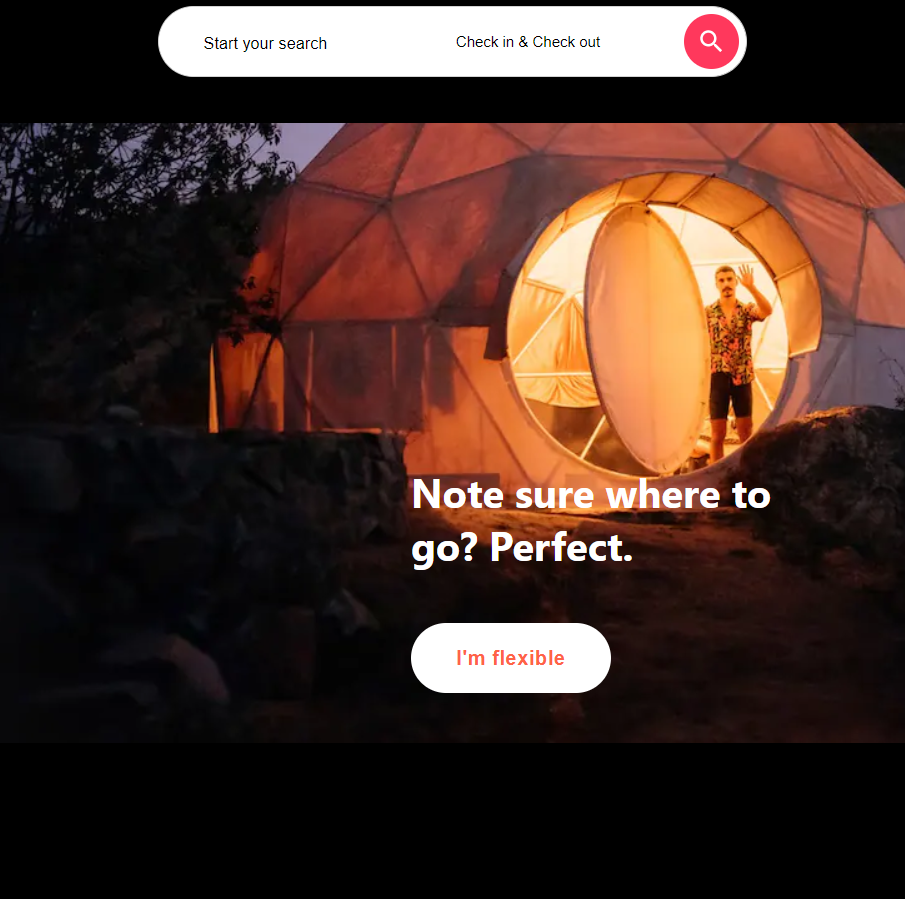 Start your search
Check in & Check out
Note sure where to
go? Perfect.
I'm flexible